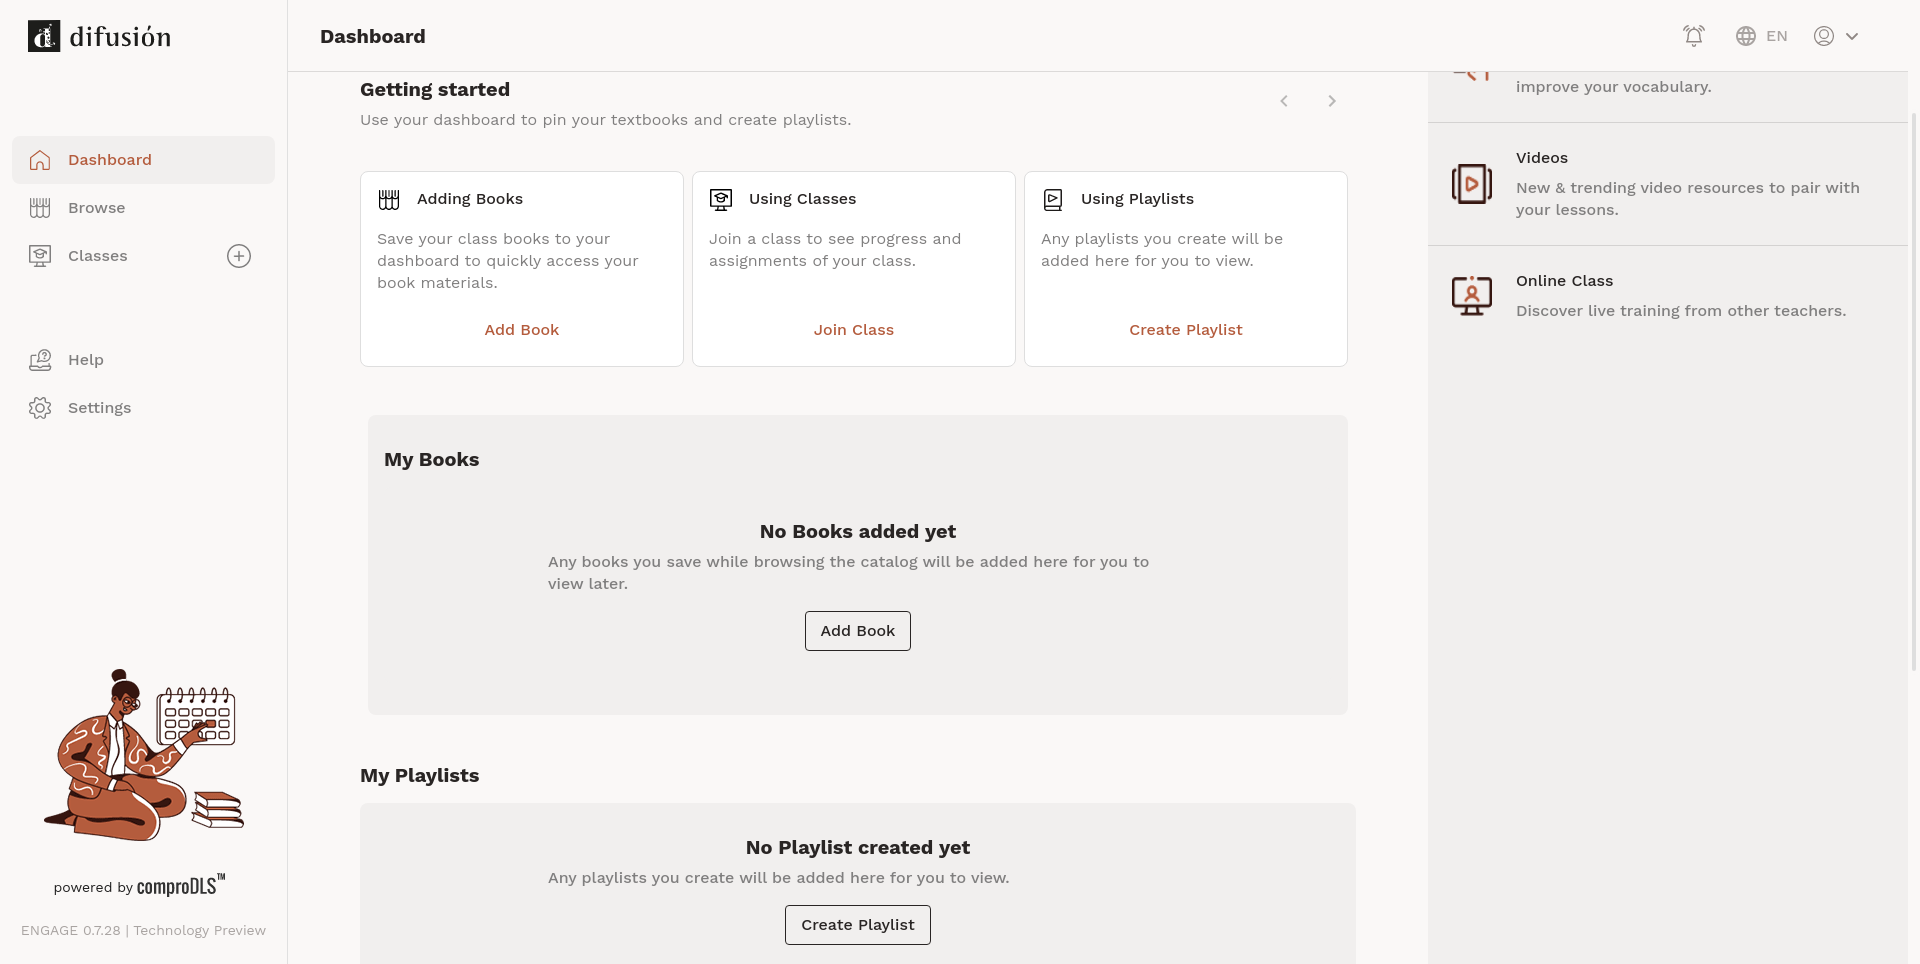 difusión
Dashboard
EN
Dashboard
Browse
Classes
Help
Settings
powered by comproDLS™
ENGAGE 0.7.28 | Technology Preview
Getting started
Use your dashboard to pin your textbooks and create playlists.
Adding Books
Save your class books to your
dashboard to quickly access your
book materials.
Add Book
Using Classes
Join a class to see progress and
assignments of your class.
Join Class
Using Playlists
Any playlists you create will be
added here for you to view.
Create Playlist
My Books
No Books added yet
Any books you save while browsing the catalog will be added here for you to
view later.
Add Book
My Playlists
No Playlist created yet
Any playlists you create will be added here for you to view.
Create Playlist
improve your vocabulary.
Videos
New & trending video resources to pair with
your lessons.
Online Class
Discover live training from other teachers.